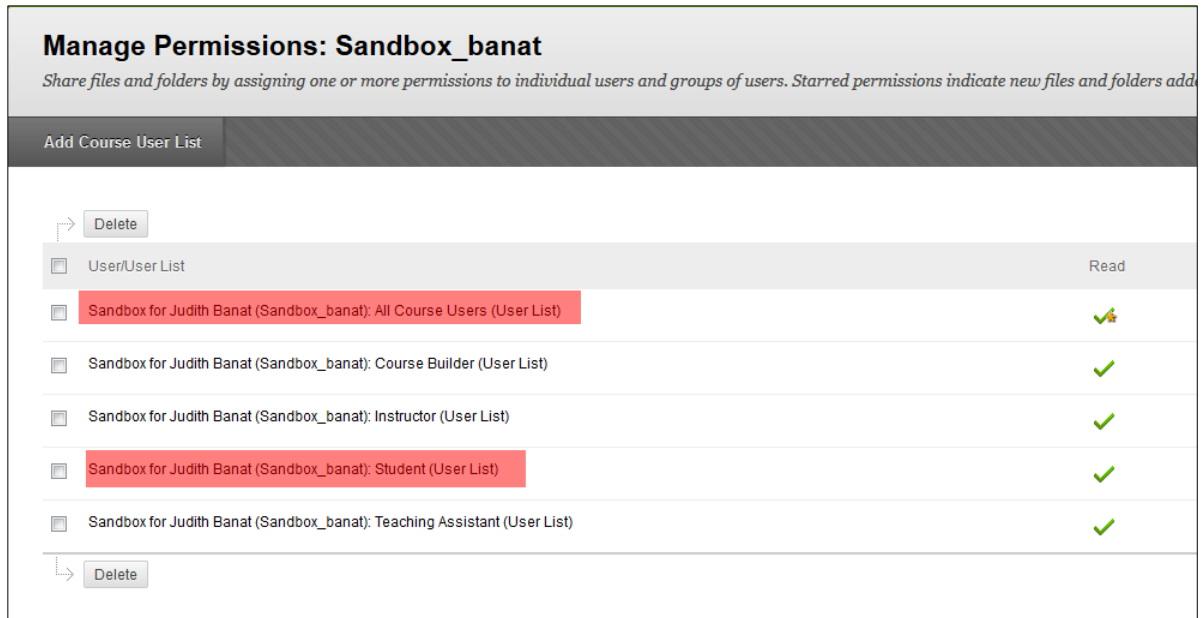 Manage Permissions: Sandbox_banat
Share files and folders by assigning one or more permissions to individual users and groups of users. Starred permissions indicate new files and folders adde
Add Course User List
Delete
User/User List Read
Sandbox for Judith Banat (Sandbox_banat): All Course Users (User List)
Sandbox for Judith Banat (Sandbox_banat): Course Builder (User List)
Sandbox for Judith Banat (Sandbox_banat): Instructor (User List)
Sandbox for Judith Banat (Sandbox_banat): Student (User List)
Sandbox for Judith Banat (Sandbox_banat): Teaching Assistant (User List)
Delete